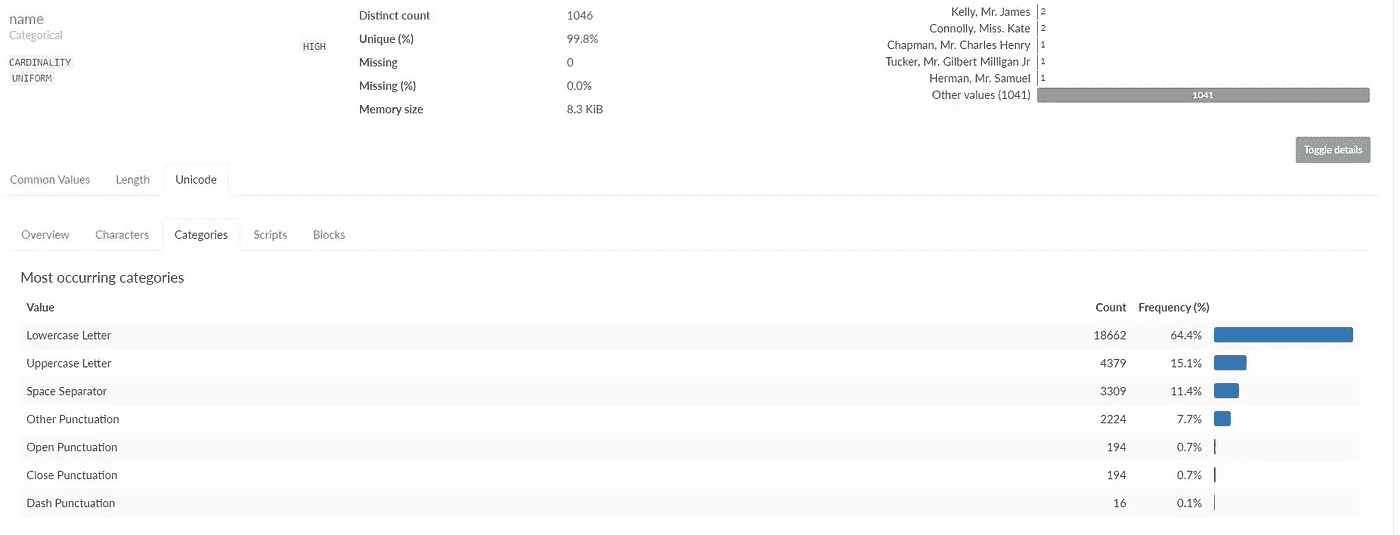 name
Categorical
HIGH
CARDINALITY
UNIFORM
Distinct count 1046
Unique (%) 99.8%
Missing 0
Missing (%) 0.0%
Memory size 8.3 KiB
Kelly, Mr. James 2
Connolly, Miss. Kate 2
Chapman, Mr. Charles Henry 1
Tucker, Mr. Gilbert Milligan Jr 1
Herman, Mr. Samuel 1
Other values (1041) 1041
Toggle details
Common Values Length Unicode
Overview Characters Categories Scripts Blocks
Most occurring categories
Value Count Frequency (%)
Lowercase Letter 18662 64.4%
Uppercase Letter 4379 15.1%
Space Separator 3309 11.4%
Other Punctuation 2224 7.7%
Open Punctuation 194 0.7%
Close Punctuation 194 0.7%
Dash Punctuation 16 0.1%